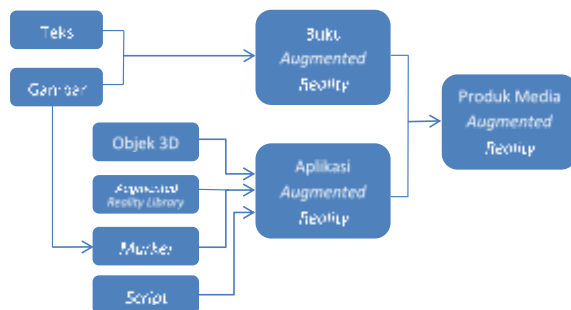 Teks
Gambar
Buku
Augmented
Reality
Objek 3D
Augmented
Reality Library
Marker
Script
Aplikasi
Augmented
Reality
Produk Media
Augmented
Reality